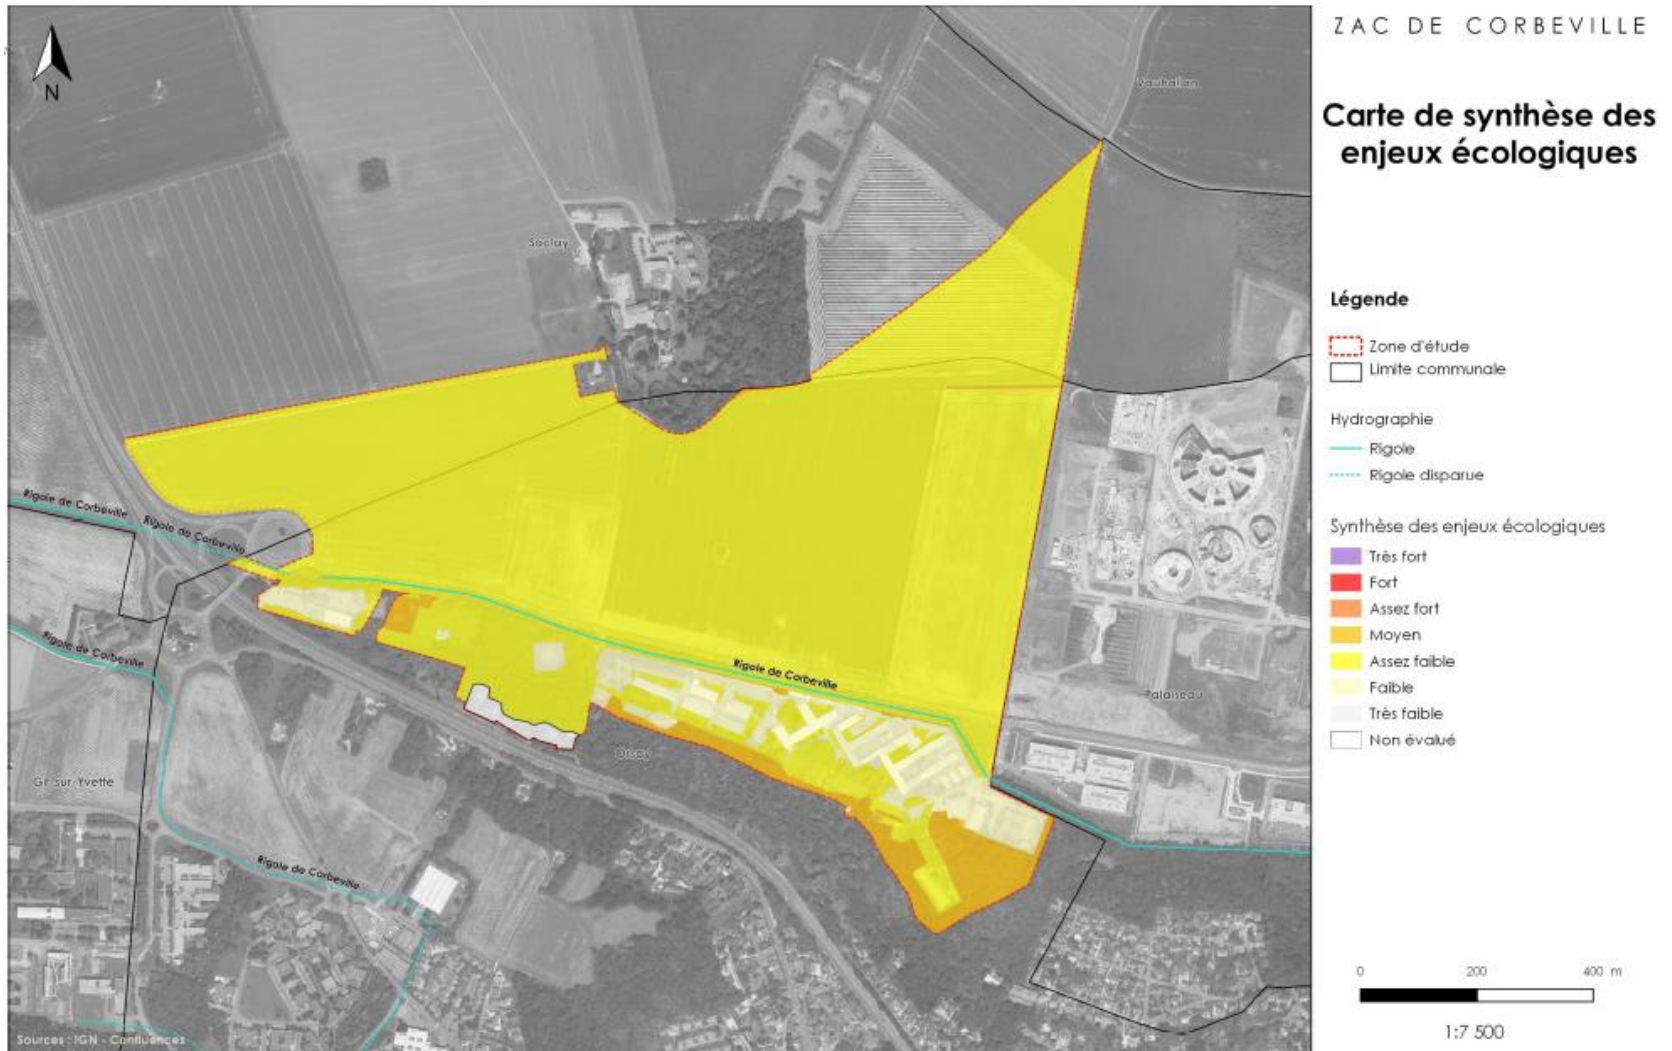 ZAC DE CORBEVILLE
Carte de synthèse des
enjeux écologiques
Légende
Zone d'étude
Limite communale
Hydrographie
Rigole
Rigole disparue
Synthèse des enjeux écologiques
Très fort
Fort
Assez fort
Moyen
Assez faible
Faible
Très faible
Non évalué
0 200 400 m
1:7 500
N
Vauhallan
Saclay
Rigole de Corbeville
Rigole de Corbeville
Rigole de Corbeville
Rigole de Corbeville
Palaiseau
Orsay
Gif-sur-Yvette
Rigole de Corbeville
Sources : IGN - Confluences